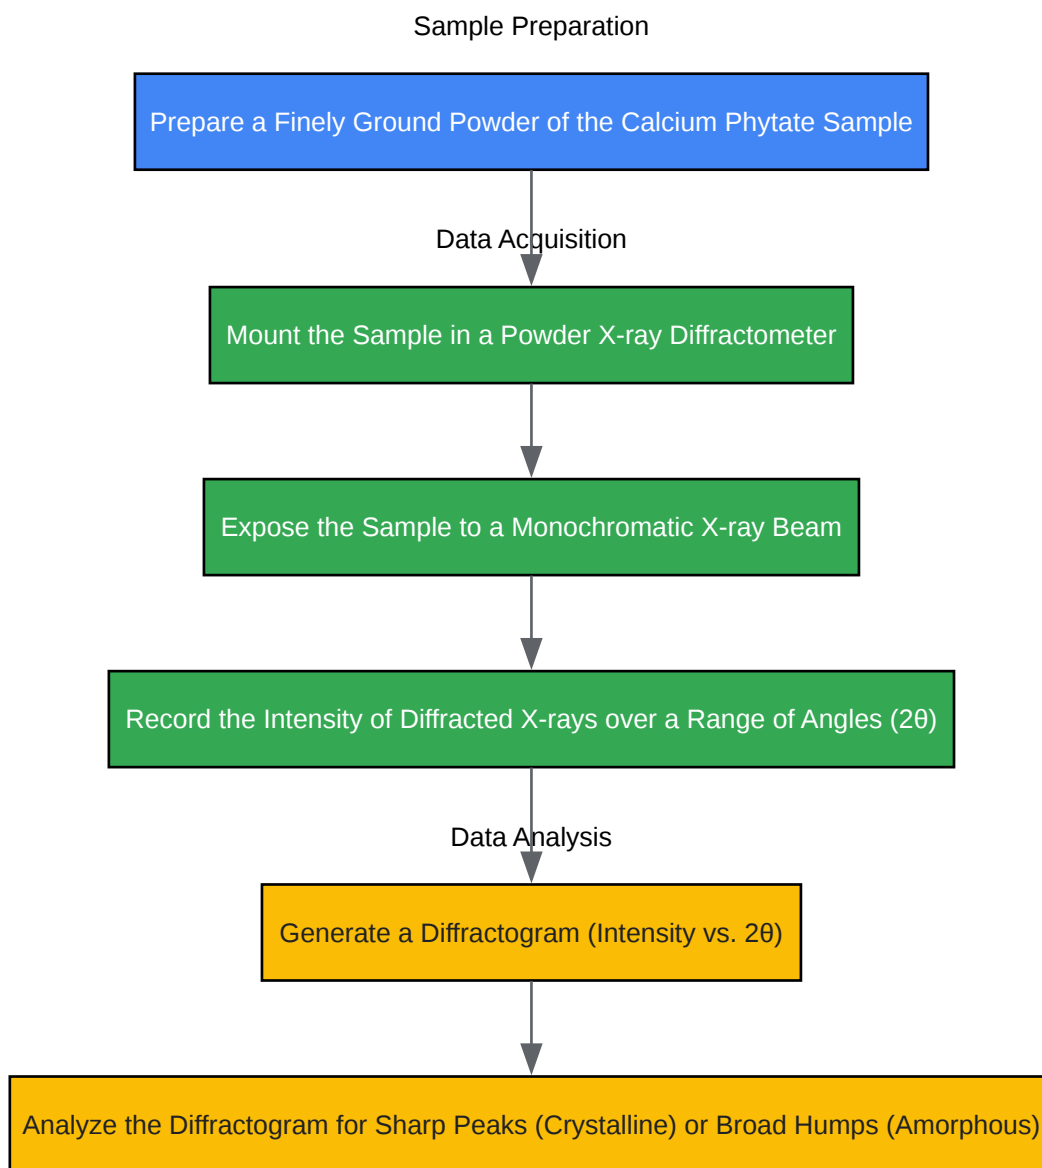 Sample Preparation
Prepare a Finely Ground Powder of the Calcium Phytate Sample
Data Acquisition
Mount the Sample in a Powder X-ray Diffractometer
Expose the Sample to a Monochromatic X-ray Beam
Record the Intensity of Diffracted X-rays over a Range of Angles (2θ)
Data Analysis
Generate a Diffractogram (Intensity vs. 2θ)
Analyze the Diffractogram for Sharp Peaks (Crystalline) or Broad Humps (Amorphous)